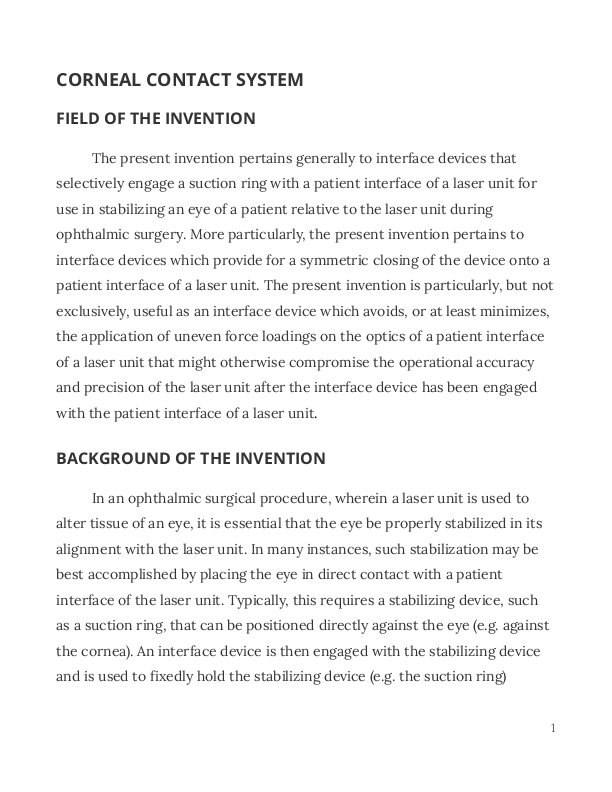 CORNEAL CONTACT SYSTEM
FIELD OF THE INVENTION
The present invention pertains generally to interface devices that
selectively engage a suction ring with a patient interface of a laser unit for
use in stabilizing an eye of a patient relative to the laser unit during
ophthalmic surgery. More particularly, the present invention pertains to
interface devices which provide for a symmetric closing of the device onto a
patient interface of a laser unit. The present invention is particularly, but not
exclusively, useful as an interface device which avoids, or at least minimizes,
the application of uneven force loadings on the optics of a patient interface
of a laser unit that might otherwise compromise the operational accuracy
and precision of the laser unit after the interface device has been engaged
with the patient interface of a laser unit.
BACKGROUND OF THE INVENTION
In an ophthalmic surgical procedure, wherein a laser unit is used to
alter tissue of an eye, it is essential that the eye be properly stabilized in its
alignment with the laser unit. In many instances, such stabilization may be
best accomplished by placing the eye in direct contact with a patient
interface of the laser unit. Typically, this requires a stabilizing device, such
as a suction ring, that can be positioned directly against the eye (e.g. against
the cornea). An interface device is then engaged with the stabilizing device
and is used to fixedly hold the stabilizing device (e.g. the suction ring)
1